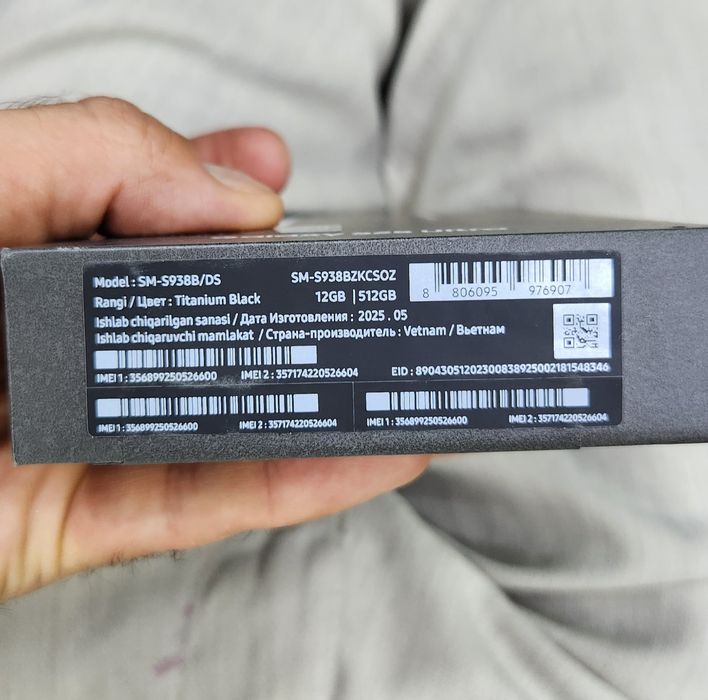 Model : SM-S938B/DS SM-S938BZKCSOZ
Rangi / Цвет : Titanium Black 12GB | 512GB
8 806095 976907
Ishlab chiqarilgan sanasi / Дата Изготовления : 2025 . 05
Ishlab chiqaruvchi mamlakat / Страна-производитель : Vetnam / Вьетнам
IMEI 1 : 356899250526600 IMEI 2 : 357174220526604 EID : 89043051202300838925002181548346
IMEI 1 : 356899250526600 IMEI 2 : 357174220526604 IMEI 1 : 356899250526600 IMEI 2 : 357174220526604